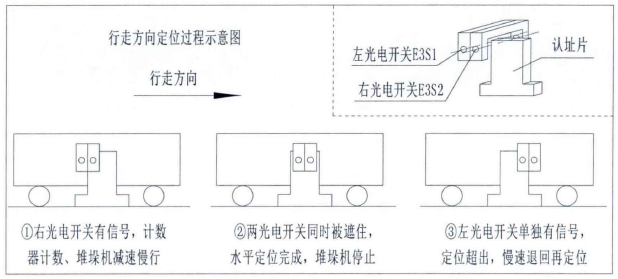 行走方向定位过程示意图
行走方向
左光电开关E3S1
右光电开关E3S2
认址片
①右光电开关有信号，计数
器计数、堆垛机减速慢行
②两光电开关同时被遮住，
水平定位完成，堆垛机停止
③左光电开关单独有信号，
定位超出，慢速退回再定位